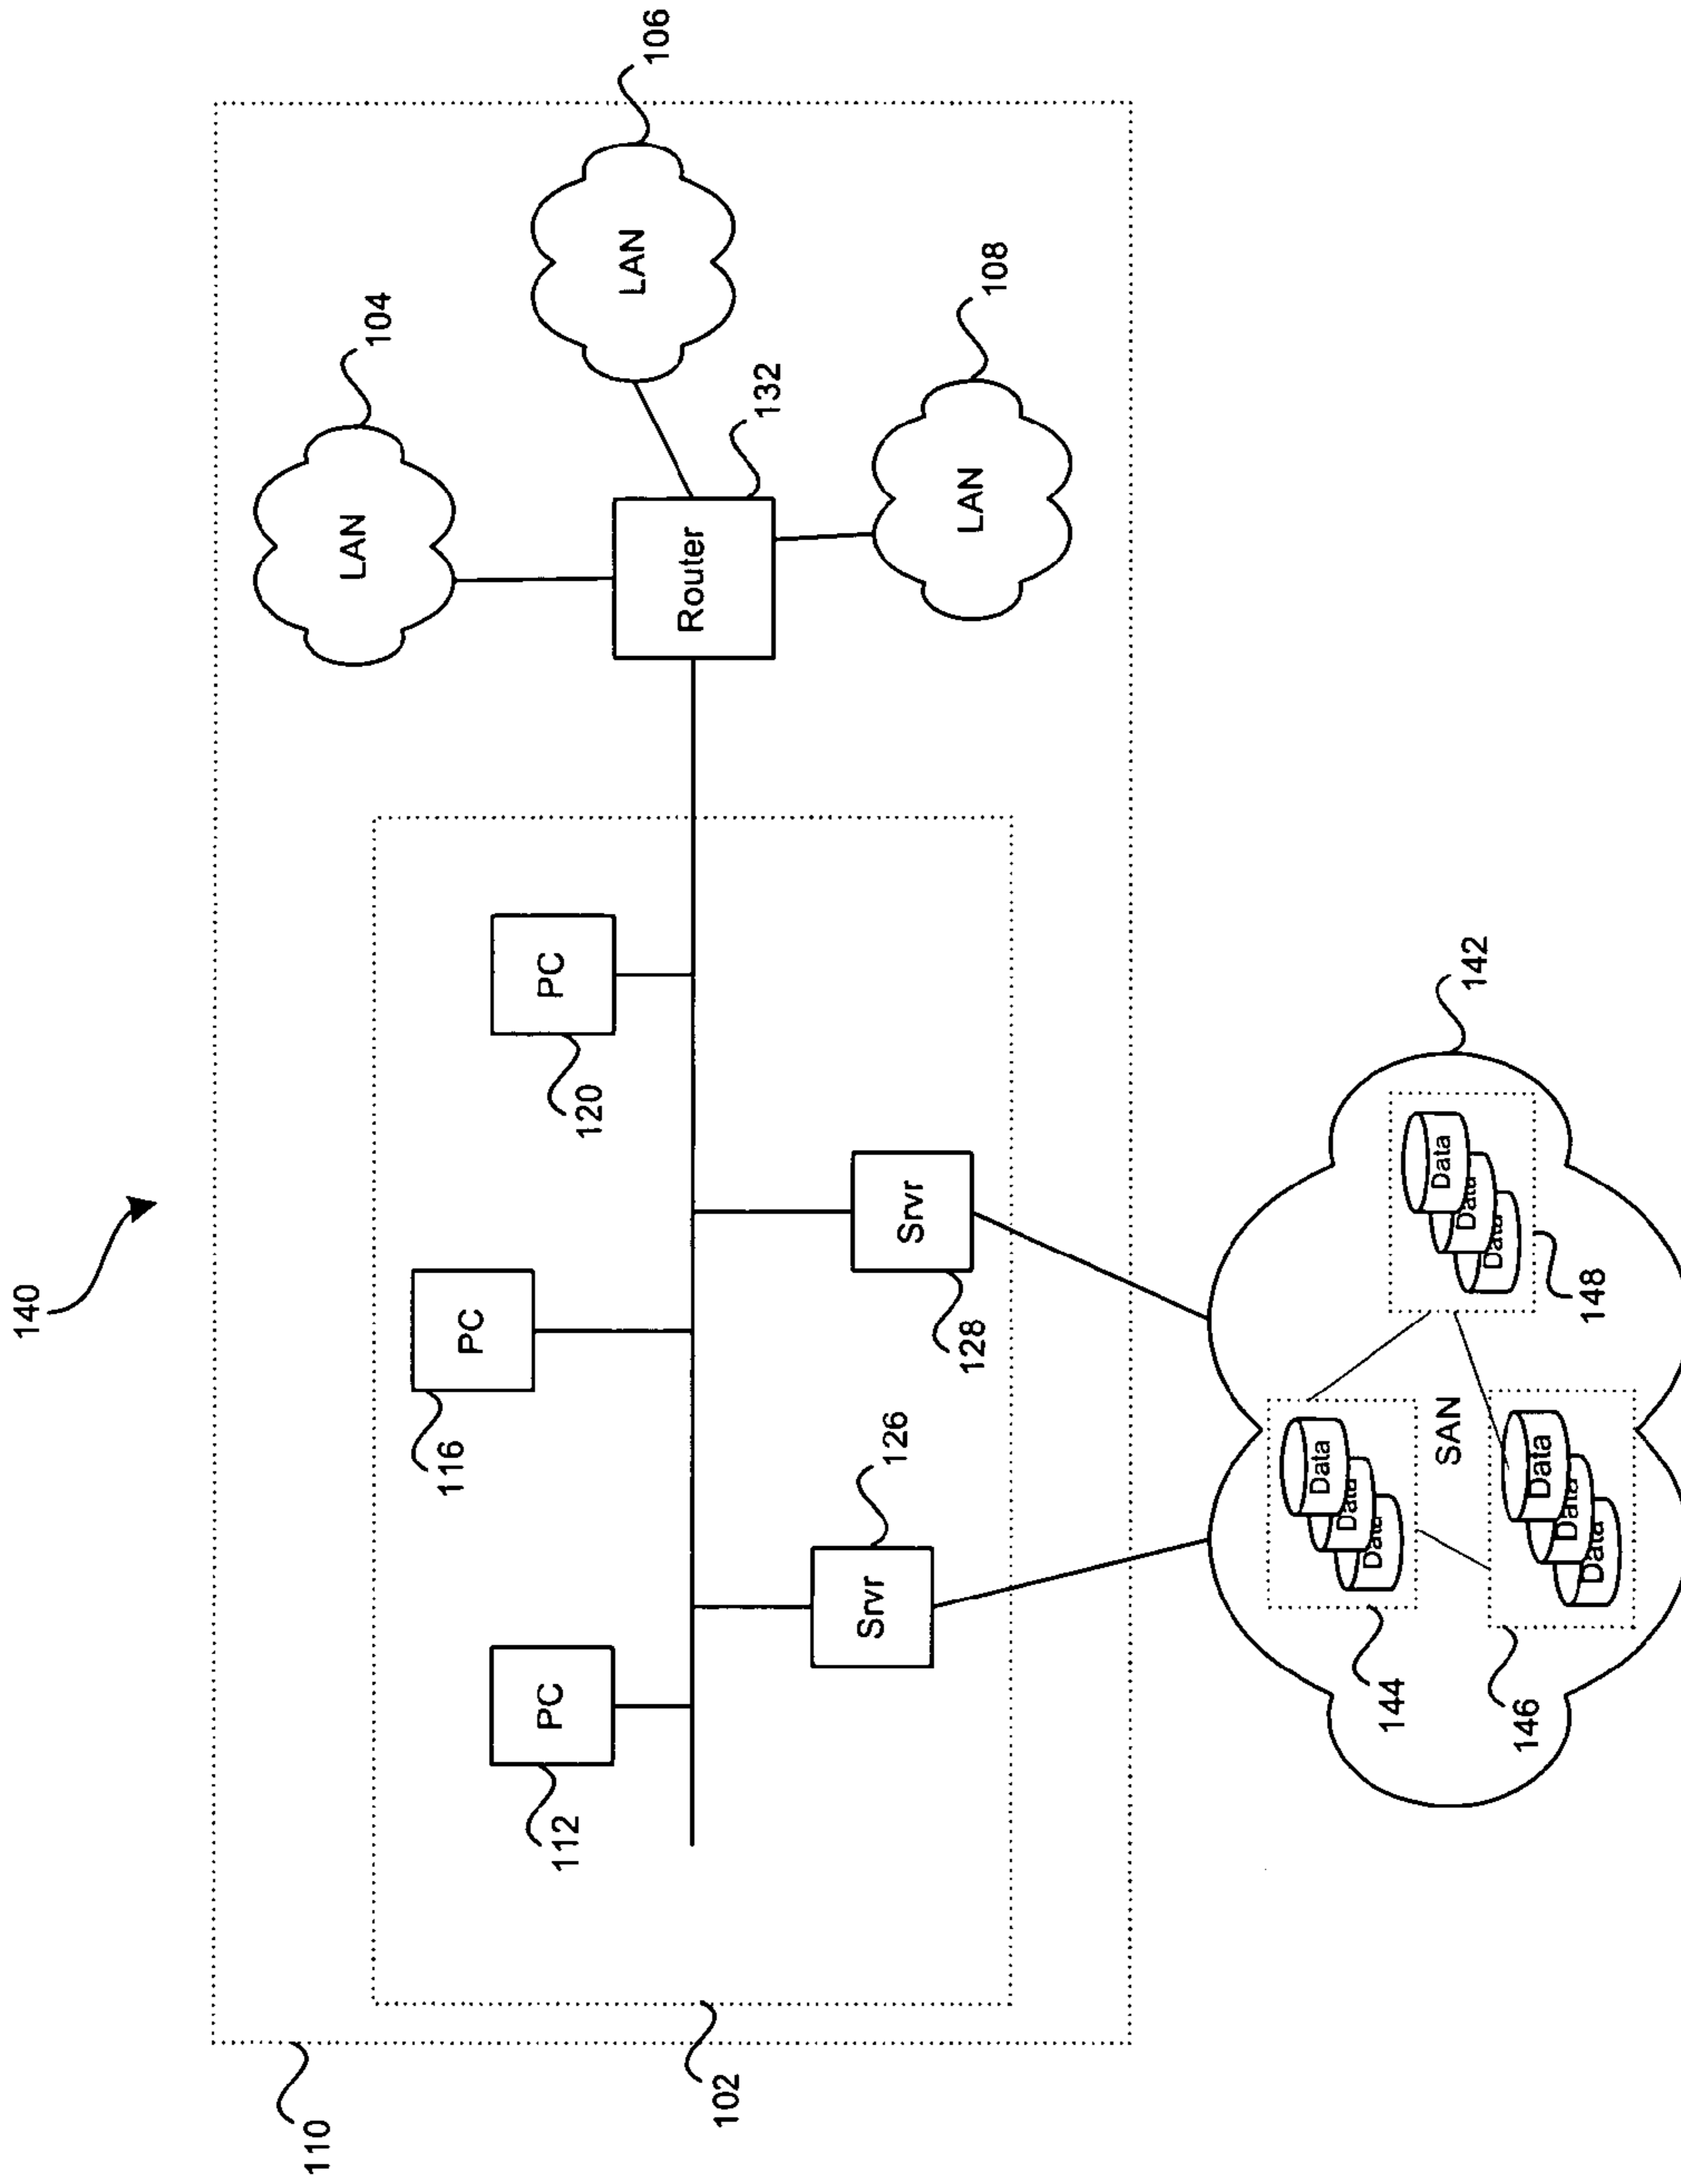 140
110
102
104
LAN
106
LAN
132
Router
108
LAN
PC
112
PC
116
PC
120
Srvr
126
Srvr
128
142
SAN
Data
Data
Data
144
Data
Data
Data
146
Data
Data
Data
148